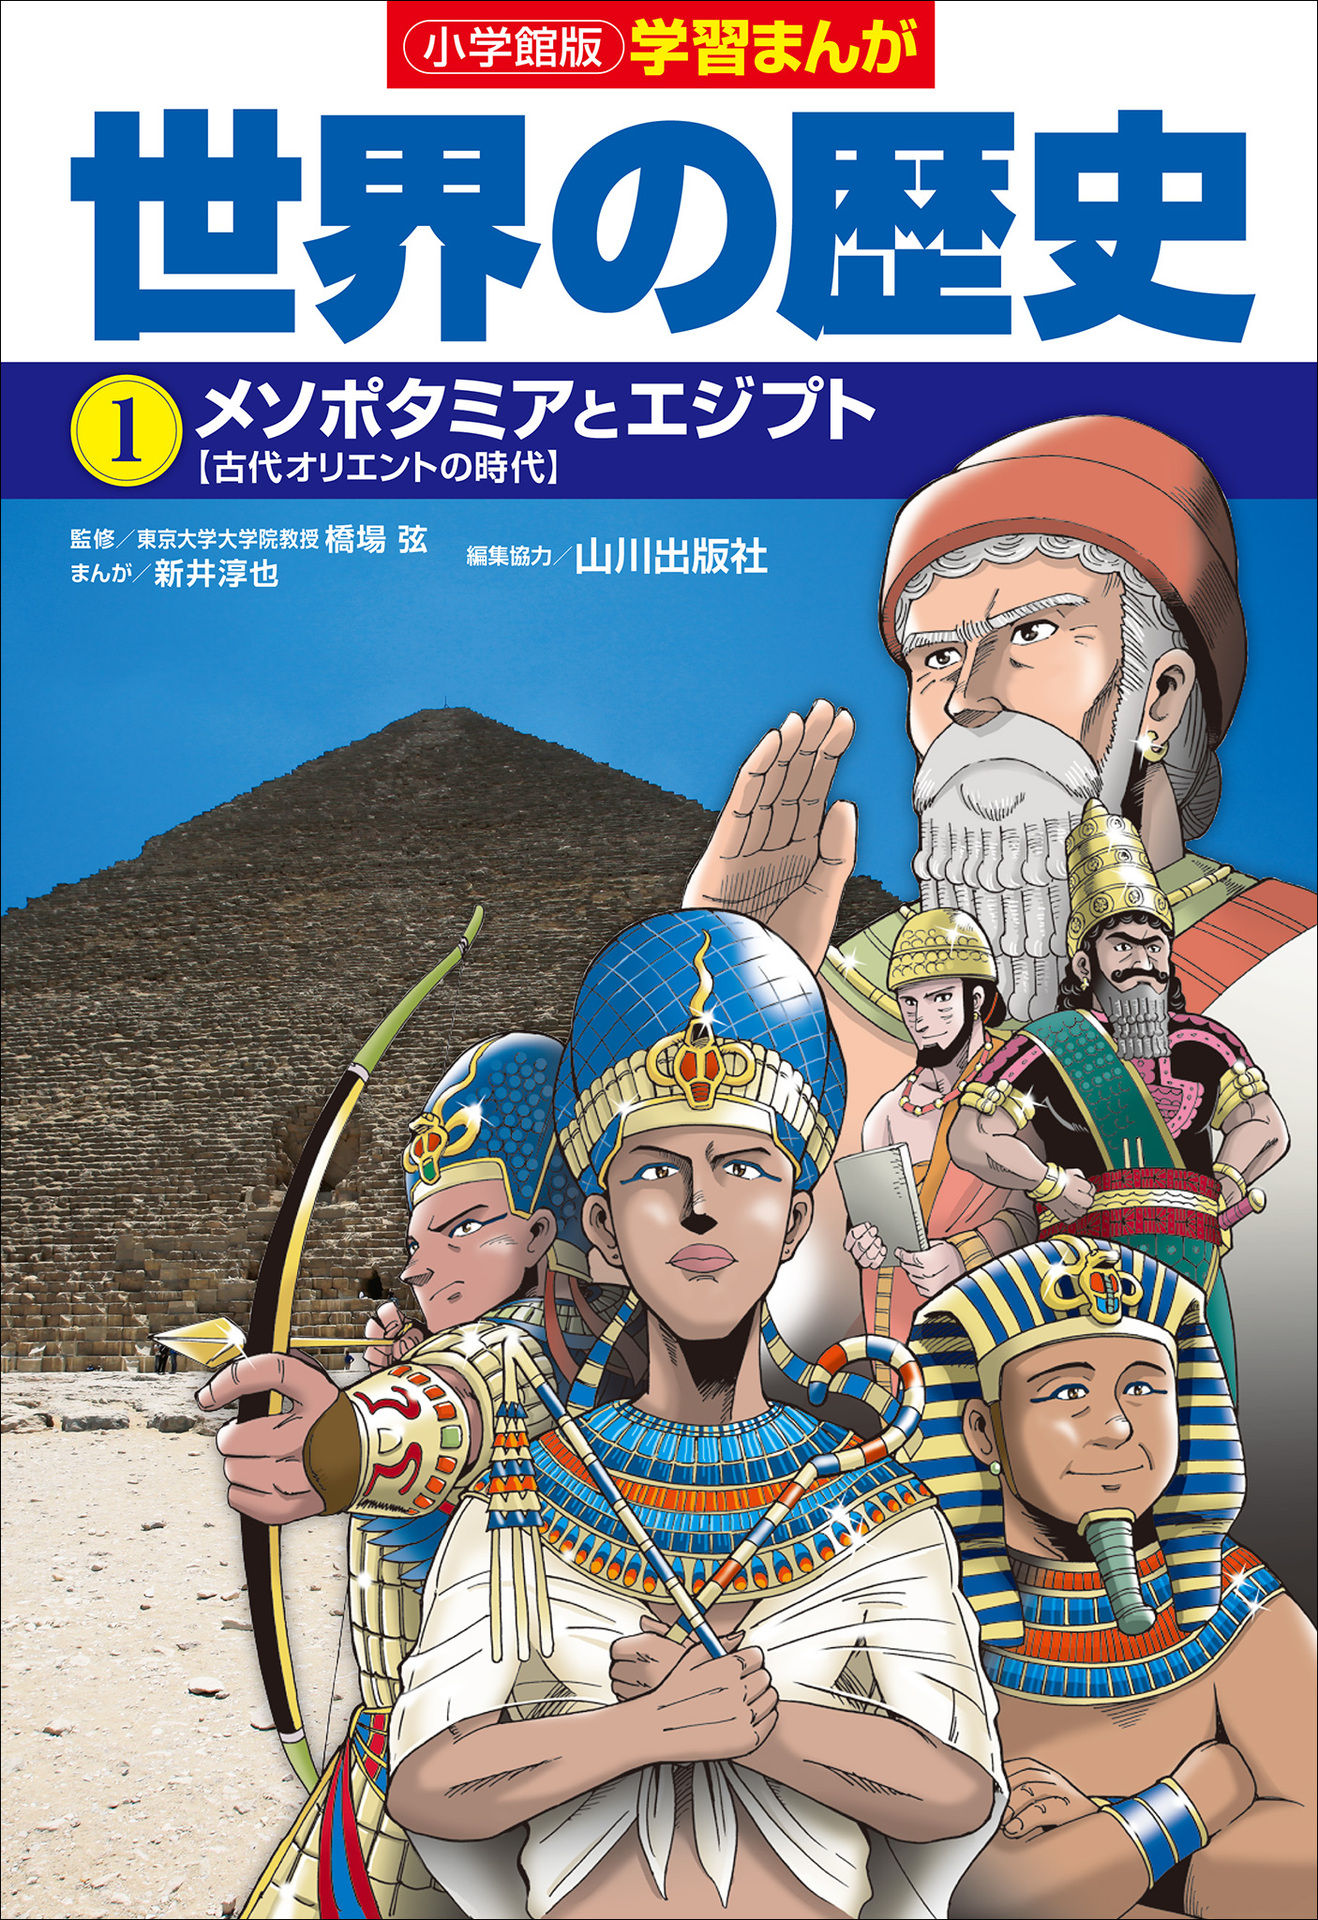 小学館版 学習まんが
世界の歴史
1 メソポタミアとエジプト
【古代オリエントの時代】
監修／東京大学大学院教授 橋場 弦
まんが／新井淳也
編集協力／山川出版社